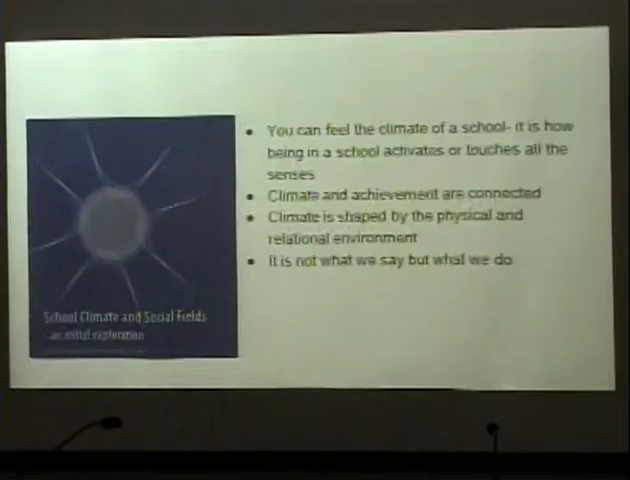 • You can feel the climate of a school- it is how
being in a school activates or touches all the
senses
• Climate and achievement are connected
• Climate is shaped by the physical and
relational environment
• It is not what we say but what we do
School Climate and Social Fields
- an initial exploration